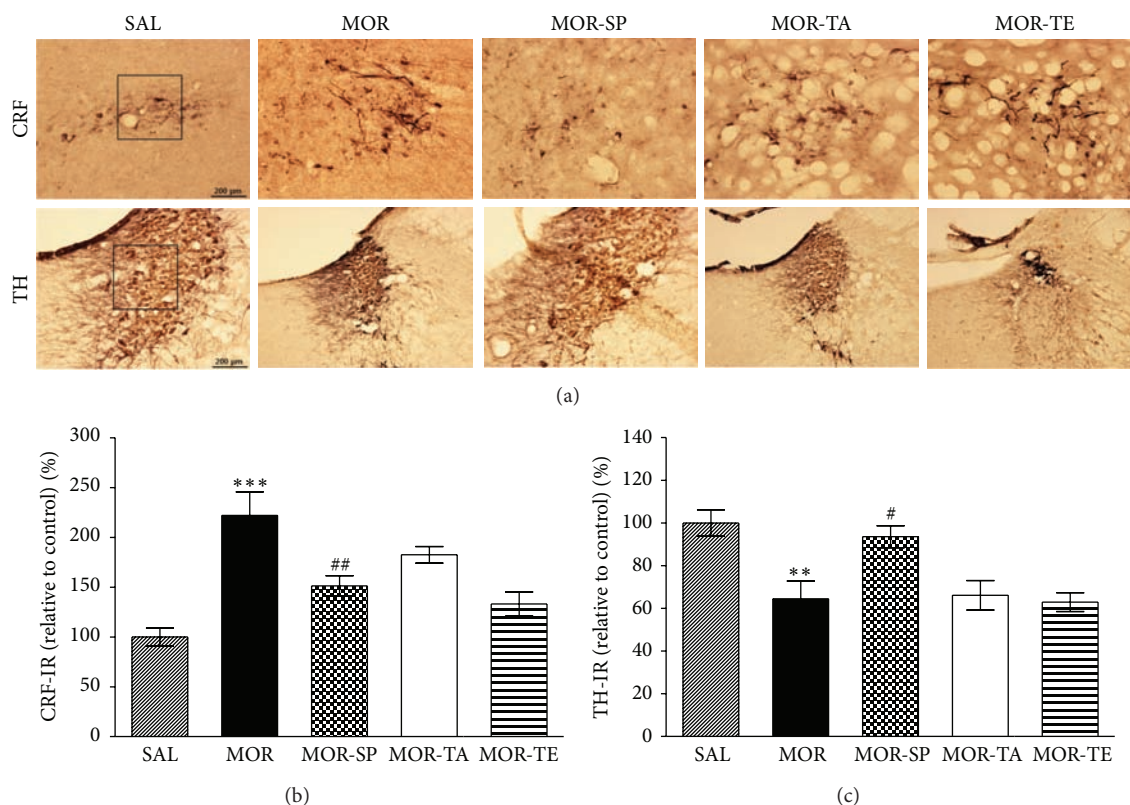 SAL MOR MOR-SP MOR-TA MOR-TE
CRF
200 μm
TH
200 μm
(a)
CRF-IR (relative to control) (%)
300
250
200
150
100
50
0
***
##
SAL MOR MOR-SP MOR-TA MOR-TE
(b)
TH-IR (relative to control) (%)
140
120
100
80
60
40
20
0
**
#
SAL MOR MOR-SP MOR-TA MOR-TE
(c)